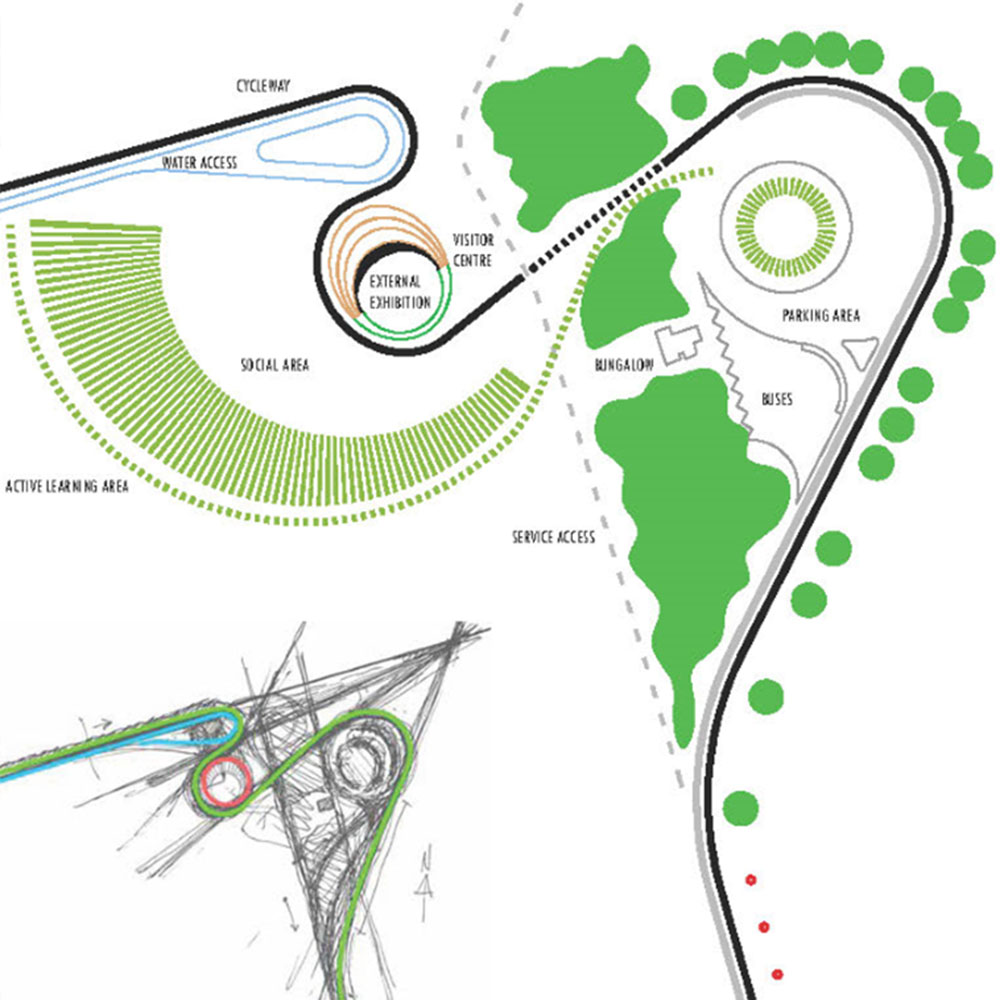 CYCLEWAY
WATER ACCESS
VISITOR
CENTRE
EXTERNAL
EXHIBITION
PARKING AREA
SOCIAL AREA
BUNGALOW
BUSES
ACTIVE LEARNING AREA
SERVICE ACCESS
N